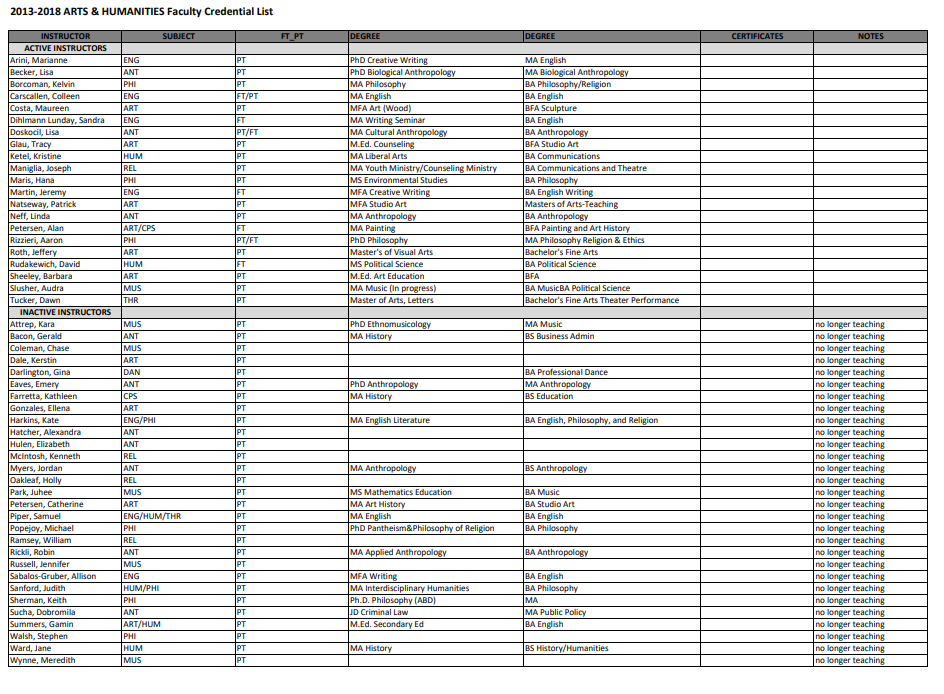 2013-2018 ARTS & HUMANITIES Faculty Credential List
INSTRUCTOR SUBJECT FT_PT DEGREE DEGREE CERTIFICATES NOTES
ACTIVE INSTRUCTORS
Arini, Marianne ENG PT PhD Creative Writing MA English
Becker, Lisa ANT PT PhD Biological Anthropology MA Biological Anthropology
Borcoman, Kelvin PHI PT MA Philosophy BA Philosophy/Religion
Carscallen, Colleen ENG FT/PT MA English BA English
Costa, Maureen ART PT MFA Art (Wood) BFA Sculpture
Dihlmann Lunday, Sandra ENG FT MA Writing Seminar BA English
Doskocil, Lisa ANT PT/FT MA Cultural Anthropology BA Anthropology
Glau, Tracy ART PT M.Ed. Counseling BFA Studio Art
Ketel, Kristine HUM PT MA Liberal Arts BA Communications
Maniglia, Joseph REL PT MA Youth Ministry/Counseling Ministry BA Communications and Theatre
Maris, Hana PHI PT MS Environmental Studies BA Philosophy
Martin, Jeremy ENG FT MFA Creative Writing BA English Writing
Natseway, Patrick ART PT MFA Studio Art Masters of Arts-Teaching
Neff, Linda ANT PT MA Anthropology BA Anthropology
Petersen, Alan ART/CPS FT MA Painting BFA Painting and Art History
Rizzieri, Aaron PHI PT/FT PhD Philosophy MA Philosophy Religion & Ethics
Roth, Jeffery ART PT Master's of Visual Arts Bachelor's Fine Arts
Rudakewich, David HUM FT MS Political Science BA Political Science
Sheeley, Barbara ART PT M.Ed. Art Education BFA
Slusher, Audra MUS PT MA Music (In progress) BA MusicBA Political Science
Tucker, Dawn THR PT Master of Arts, Letters Bachelor's Fine Arts Theater Performance
INACTIVE INSTRUCTORS
Attrep, Kara MUS PT PhD Ethnomusicology MA Music no longer teaching
Bacon, Gerald ANT PT MA History BS Business Admin no longer teaching
Coleman, Chase MUS PT no longer teaching
Dale, Kerstin ART PT no longer teaching
Darlington, Gina DAN PT BA Professional Dance no longer teaching
Eaves, Emery ANT PT PhD Anthropology MA Anthropology no longer teaching
Farretta, Kathleen CPS PT MA History BS Education no longer teaching
Gonzales, Ellena ART PT no longer teaching
Harkins, Kate ENG/PHI PT MA English Literature BA English, Philosophy, and Religion no longer teaching
Hatcher, Alexandra ANT PT no longer teaching
Hulen, Elizabeth ANT PT no longer teaching
McIntosh, Kenneth REL PT no longer teaching
Myers, Jordan ANT PT MA Anthropology BS Anthropology no longer teaching
Oakleaf, Holly REL PT no longer teaching
Park, Juhee MUS PT MS Mathematics Education BA Music no longer teaching
Petersen, Catherine ART PT MA Art History BA Studio Art no longer teaching
Piper, Samuel ENG/HUM/THR PT MA English BA English no longer teaching
Popejoy, Michael PHI PT PhD Pantheism&Philosophy of Religion BA Philosophy no longer teaching
Ramsey, William REL PT no longer teaching
Rickli, Robin ANT PT MA Applied Anthropology BA Anthropology no longer teaching
Russell, Jennifer MUS PT no longer teaching
Sabalos-Gruber, Allison ENG PT MFA Writing BA English no longer teaching
Sanford, Judith HUM/PHI PT MA Interdisciplinary Humanities BA Philosophy no longer teaching
Sherman, Keith PHI PT Ph.D. Philosophy (ABD) MA no longer teaching
Sucha, Dobromila ANT PT JD Criminal Law MA Public Policy no longer teaching
Summers, Gamin ART/HUM PT M.Ed. Secondary Ed BA English no longer teaching
Walsh, Stephen PHI PT no longer teaching
Ward, Jane HUM PT MA History BS History/Humanities no longer teaching
Wynne, Meredith MUS PT no longer teaching